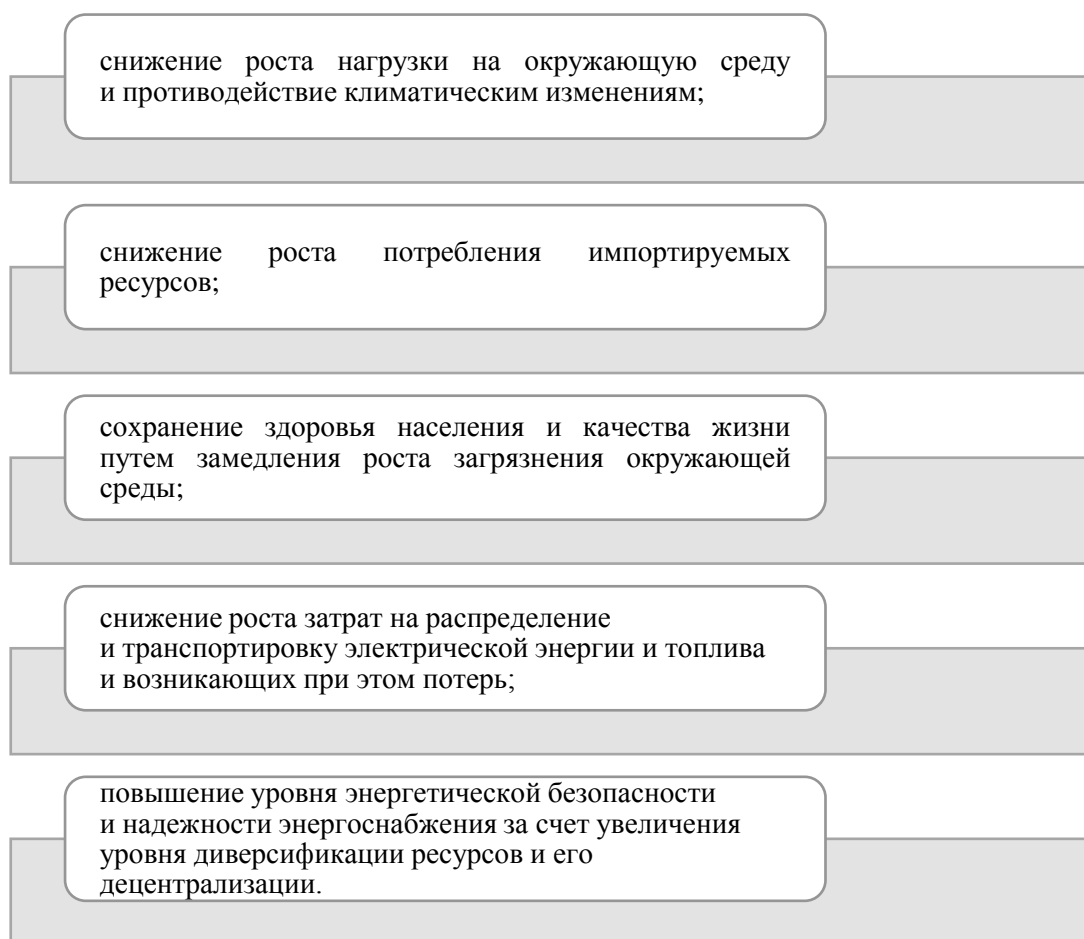 снижение роста нагрузки на окружающую среду
и противодействие климатическим изменениям;
снижение роста потребления импортируемых
ресурсов;
сохранение здоровья населения и качества жизни
путем замедления роста загрязнения окружающей
среды;
снижение роста затрат на распределение
и транспортировку электрической энергии и топлива
и возникающих при этом потерь;
повышение уровня энергетической безопасности
и надежности энергоснабжения за счет увеличения
уровня диверсификации ресурсов и его
децентрализации.